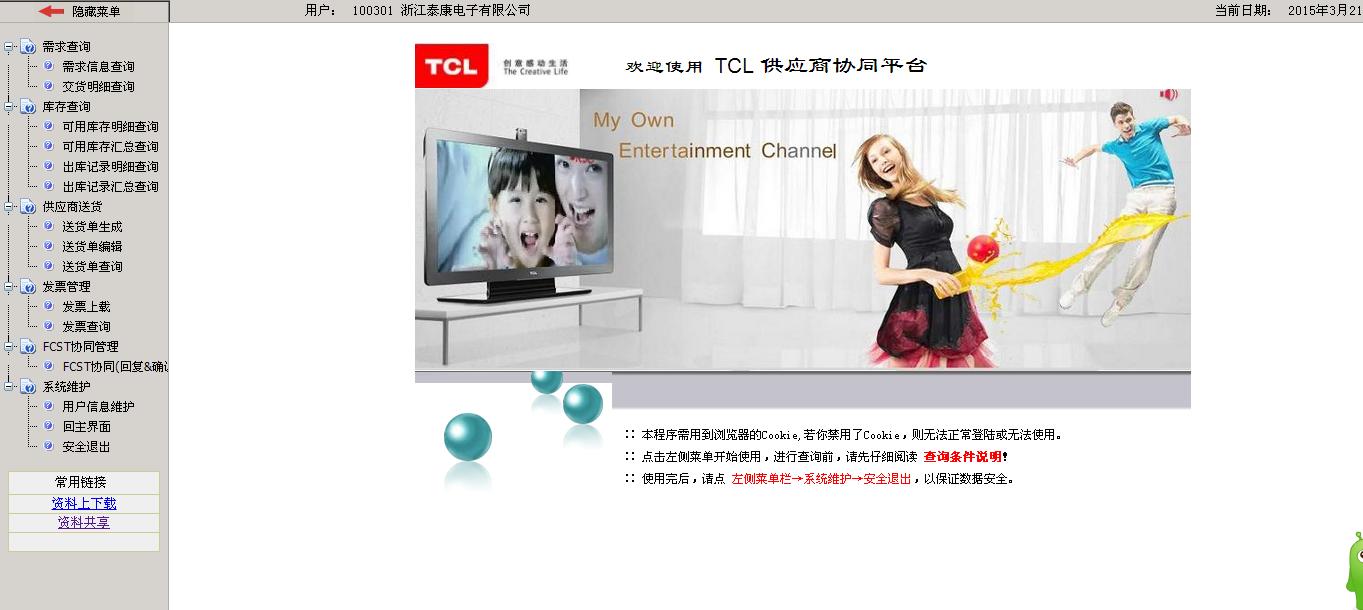 隐藏菜单
用户： 100301 浙江泰康电子有限公司
当前日期： 2015年3月21
需求查询
需求信息查询
交货明细查询
库存查询
可用库存明细查询
可用库存汇总查询
出库记录明细查询
出库记录汇总查询
供应商送货
送货单生成
送货单编辑
送货单查询
发票管理
发票上载
发票查询
FCST协同管理
FCST协同(回复&确认
系统维护
用户信息维护
回主界面
安全退出
常用链接
资料上下载
资料共享
TCL
创意感动生活
The Creative Life
欢迎使用 TCL 供应商协同平台
My Own
Entertainment Channel
TCL
:: 本程序需用到浏览器的Cookie,若你禁用了Cookie，则无法正常登陆或无法使用。
:: 点击左侧菜单开始使用，进行查询前，请先仔细阅读 查询条件说明!
:: 使用完后，请点 左侧菜单栏→系统维护→安全退出，以保证数据安全。